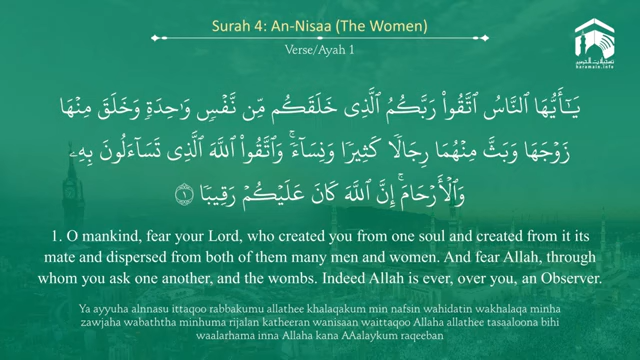 Surah 4: An-Nisaa (The Women)
Verse/Ayah 1
haramain.info
يَـٰٓأَيُّهَا ٱلنَّاسُ ٱتَّقُوا۟ رَبَّكُمُ ٱلَّذِى خَلَقَكُم مِّن نَّفْسٍ وَٰحِدَةٍ وَخَلَقَ مِنْهَا
زَوْجَهَا وَبَثَّ مِنْهُمَا رِجَالًا كَثِيرًا وَنِسَآءً ۚ وَٱتَّقُوا۟ ٱللَّهَ ٱلَّذِى تَسَآءَلُونَ بِهِۦ
وَٱلْأَرْحَامَ ۚ إِنَّ ٱللَّهَ كَانَ عَلَيْكُمْ رَقِيبًا ١
1. O mankind, fear your Lord, who created you from one soul and created from it its
mate and dispersed from both of them many men and women. And fear Allah, through
whom you ask one another, and the wombs. Indeed Allah is ever, over you, an Observer.
Ya ayyuha alnnasu ittaqoo rabbakumu allathee khalaqakum min nafsin wahidatin wakhalaqa minha
zawjaha wabaththa minhuma rijalan katheeran wanisaan waittaqoo Allaha allathee tasaaloona bihi
waalarhama inna Allaha kana AAalaykum raqeeban